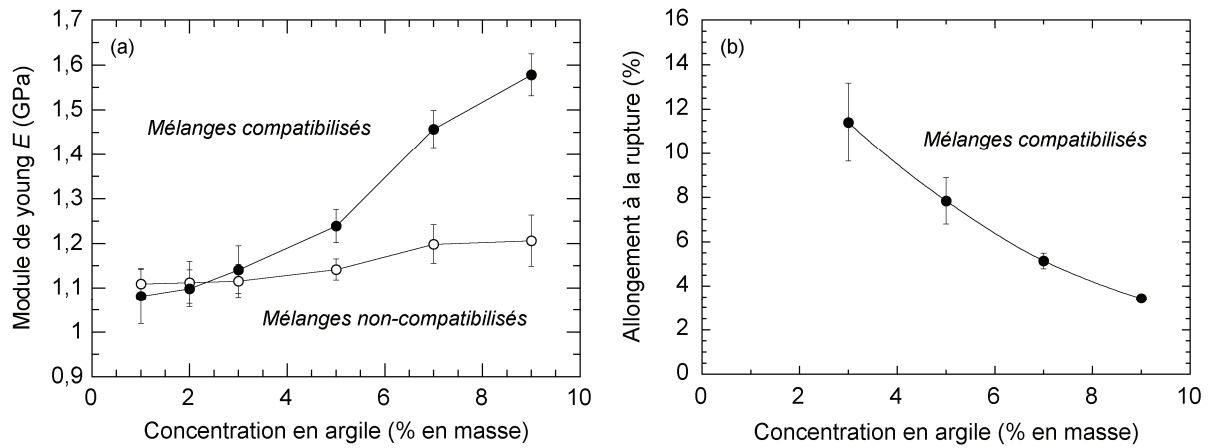 (a)
Module de young E (GPa)
1,7
1,6
1,5
1,4
1,3
1,2
1,1
1
0,9
Mélanges compatibilisés
Mélanges non-compatibilisés
0 2 4 6 8 10
Concentration en argile (% en masse)
(b)
Allongement à la rupture (%)
16
14
12
10
8
6
4
2
0
Mélanges compatibilisés
0 2 4 6 8 10
Concentration en argile (% en masse)